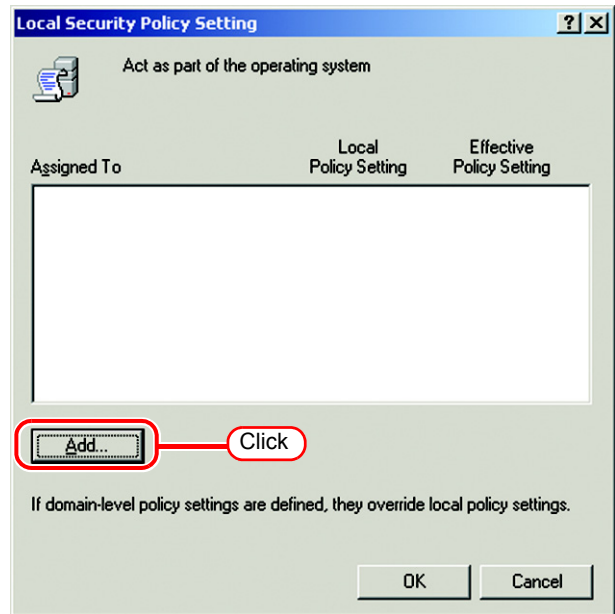 Local Security Policy Setting
Act as part of the operating system
Local Effective
Assigned To Policy Setting Policy Setting
Add...
Click
If domain-level policy settings are defined, they override local policy settings.
OK Cancel